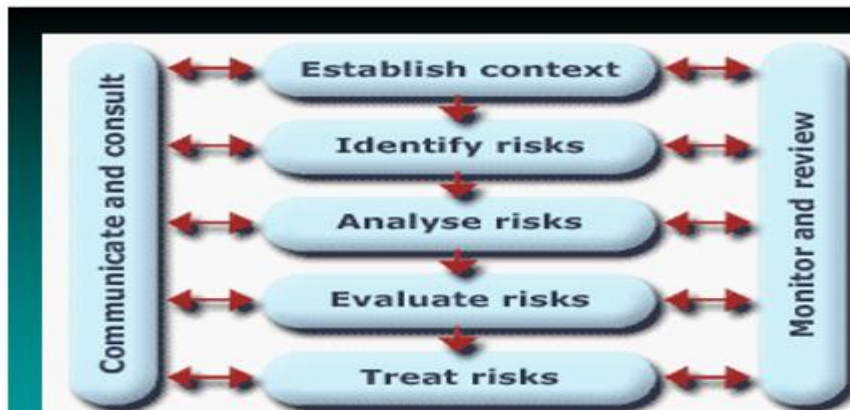 Communicate and consult
Establish context
Identify risks
Analyse risks
Evaluate risks
Treat risks
Monitor and review